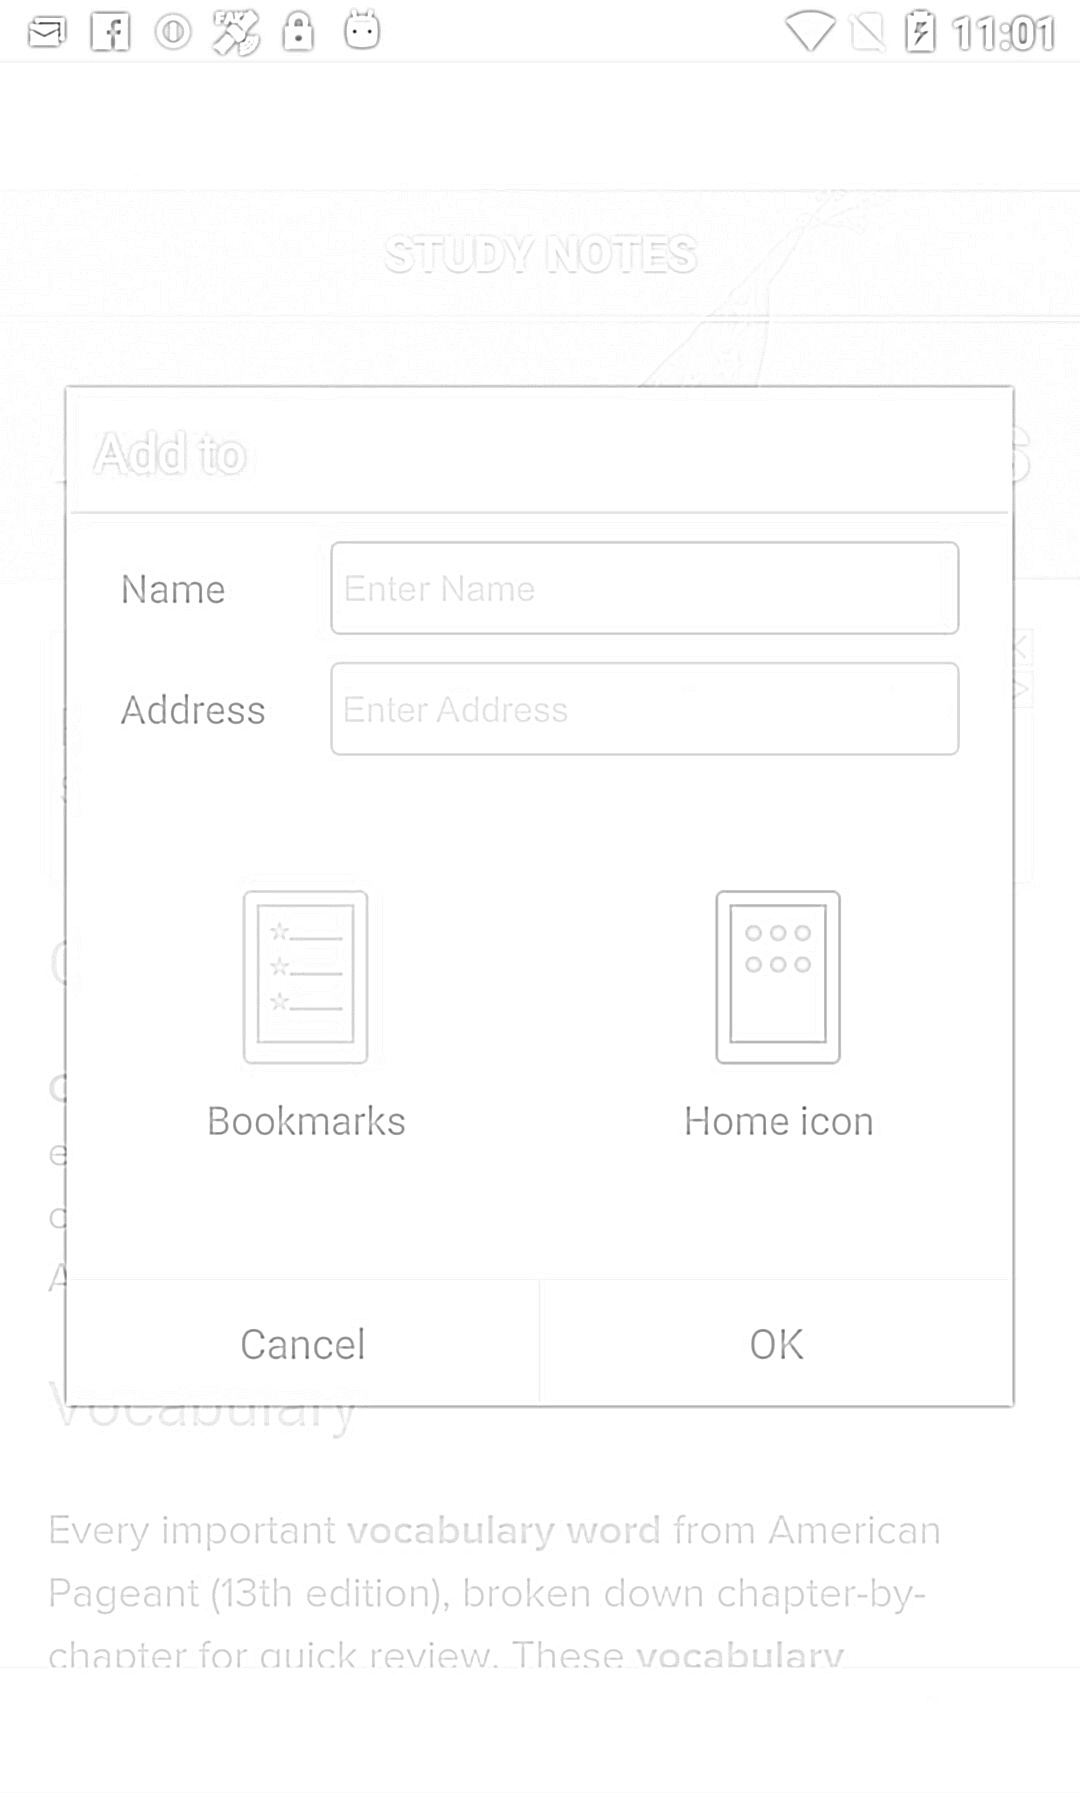 11:01
STUDY NOTES
Add to
Name
Enter Name
Address
Enter Address
Bookmarks
Home icon
Cancel
OK
Vocabulary
Every important vocabulary word from American
Pageant (13th edition), broken down chapter-by-
chapter for quick review. These vocabulary